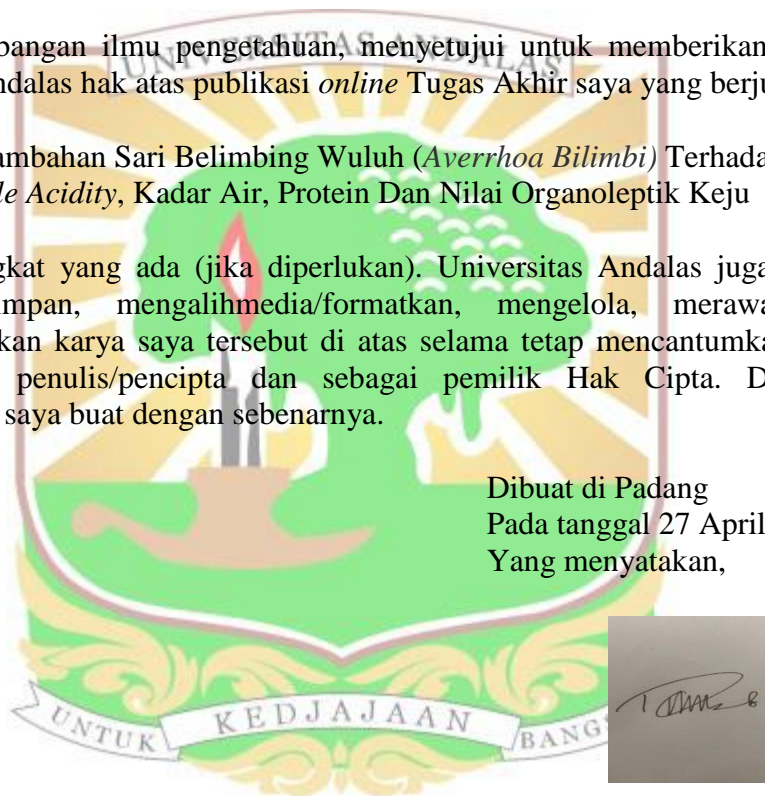 UNIVERSITAS ANDALAS
bangan ilmu pengetahuan, menyetujui untuk memberikan
ndalas hak atas publikasi online Tugas Akhir saya yang berju
ambahan Sari Belimbing Wuluh (Averrhoa Bilimbi) Terhada
le Acidity, Kadar Air, Protein Dan Nilai Organoleptik Keju
gkat yang ada (jika diperlukan). Universitas Andalas juga
mpan, mengalihmedia/formatkan, mengelola, merawa
kan karya saya tersebut di atas selama tetap mencantumka
penulis/pencipta dan sebagai pemilik Hak Cipta. D
saya buat dengan sebenarnya.
Dibuat di Padang
Pada tanggal 27 April
Yang menyatakan,
UNTUK KEDJAJAAN BANGS